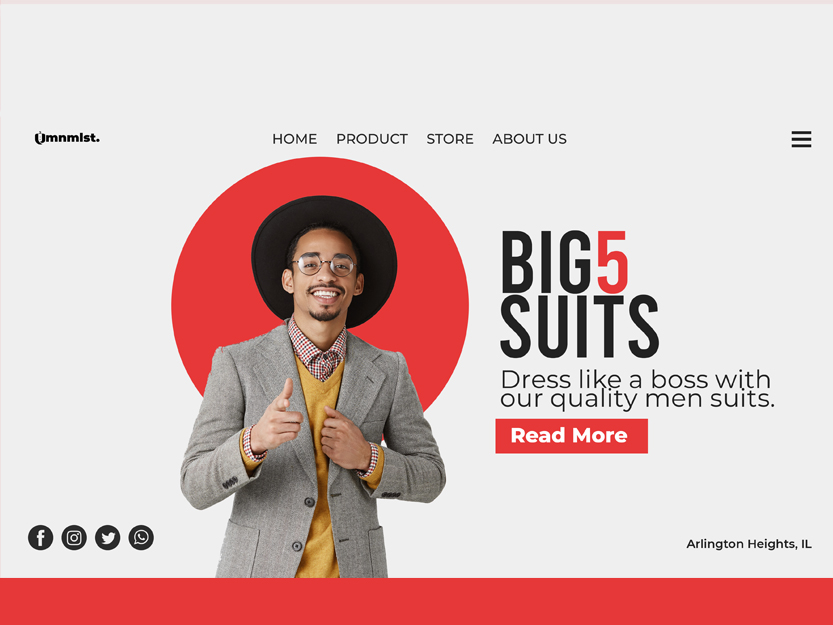 Umnmlst.
HOME PRODUCT STORE ABOUT US
BIG5
SUITS
Dress like a boss with
our quality men suits.
Read More
Arlington Heights, IL